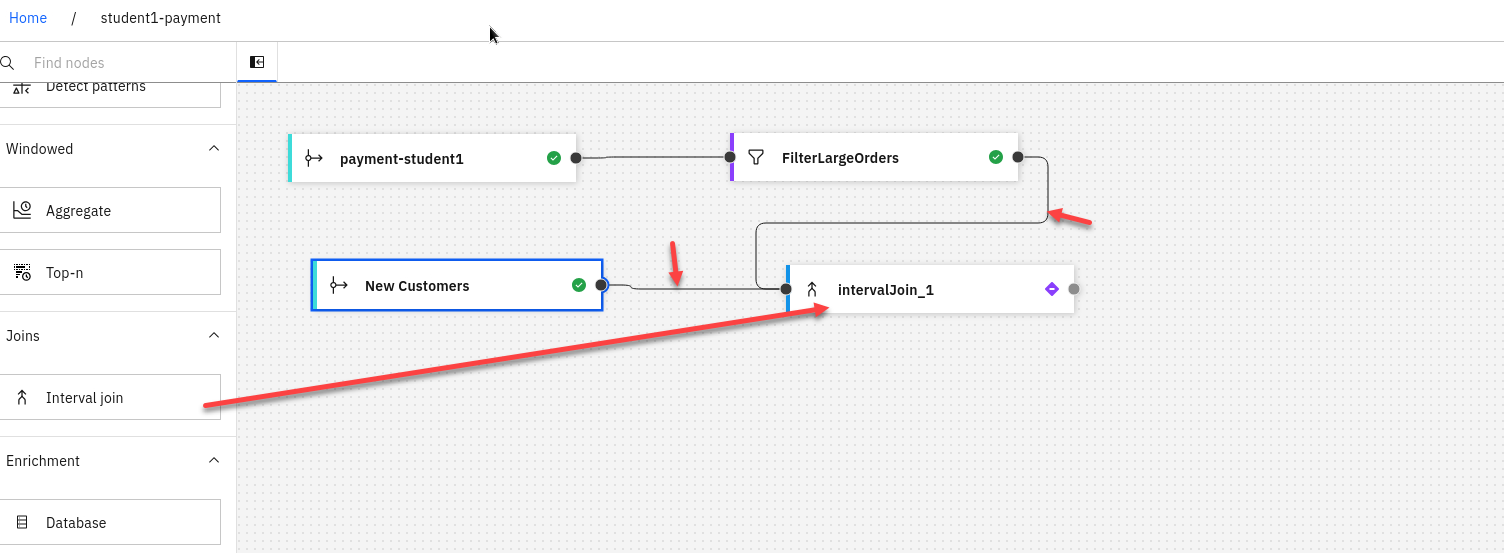 Home / student1-payment
Find nodes
Detect patterns
Windowed
Aggregate
Top-n
Joins
Interval join
Enrichment
Database
payment-student1
FilterLargeOrders
New Customers
intervalJoin_1